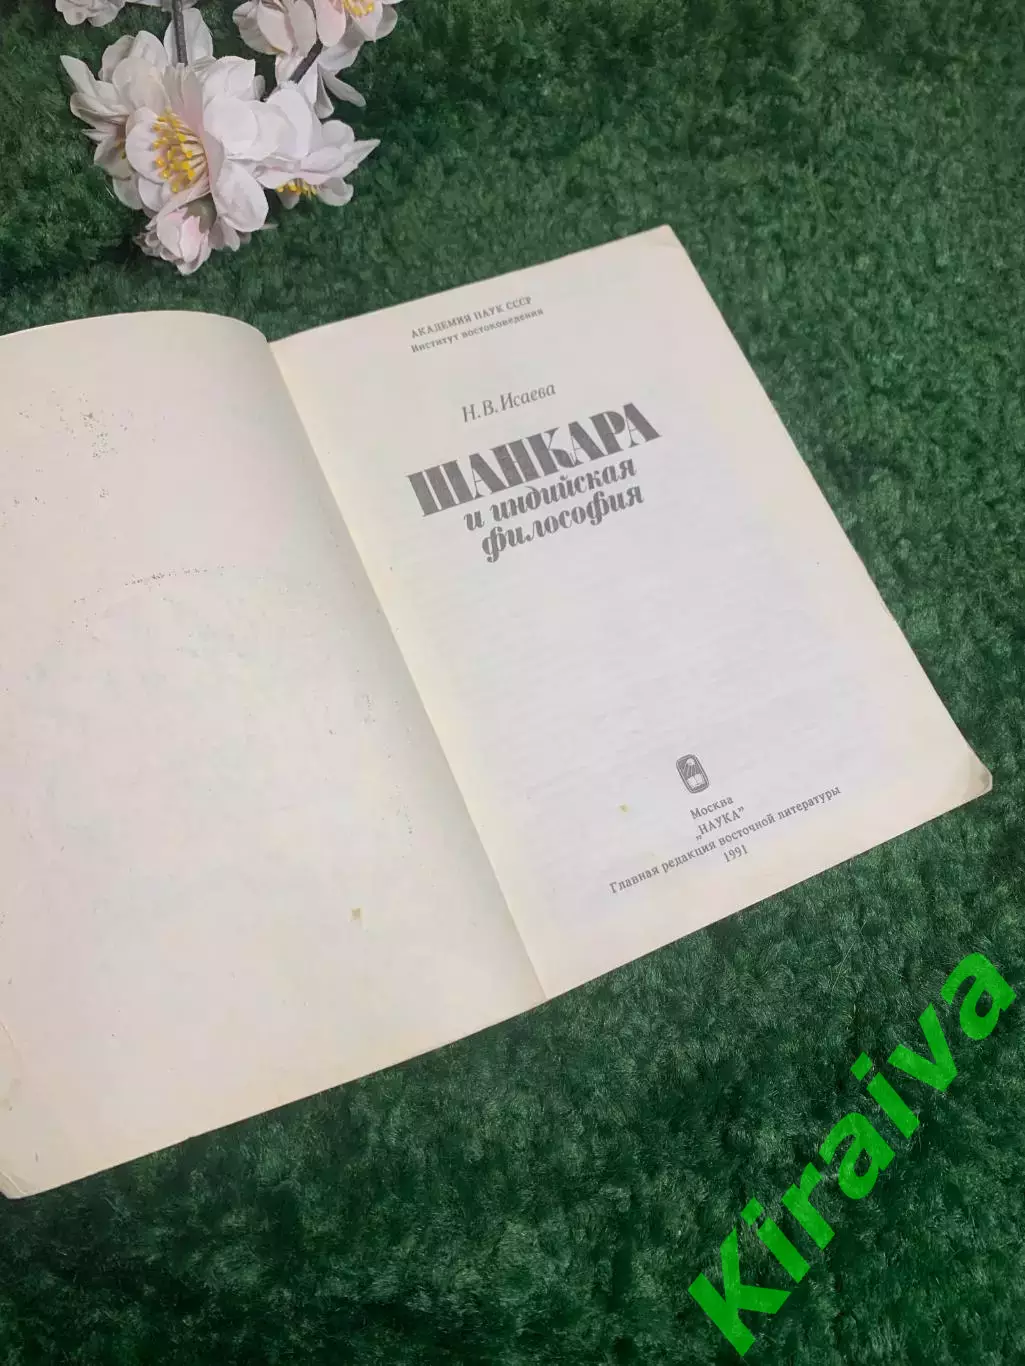 АКАДЕМИЯ НАУК СССР
Институт востоковедения
Н. В. Исаева
ШАНКАРА
и индийская
философия
Москва
„НАУКА”
Главная редакция восточной литературы
1991
Kiraiva